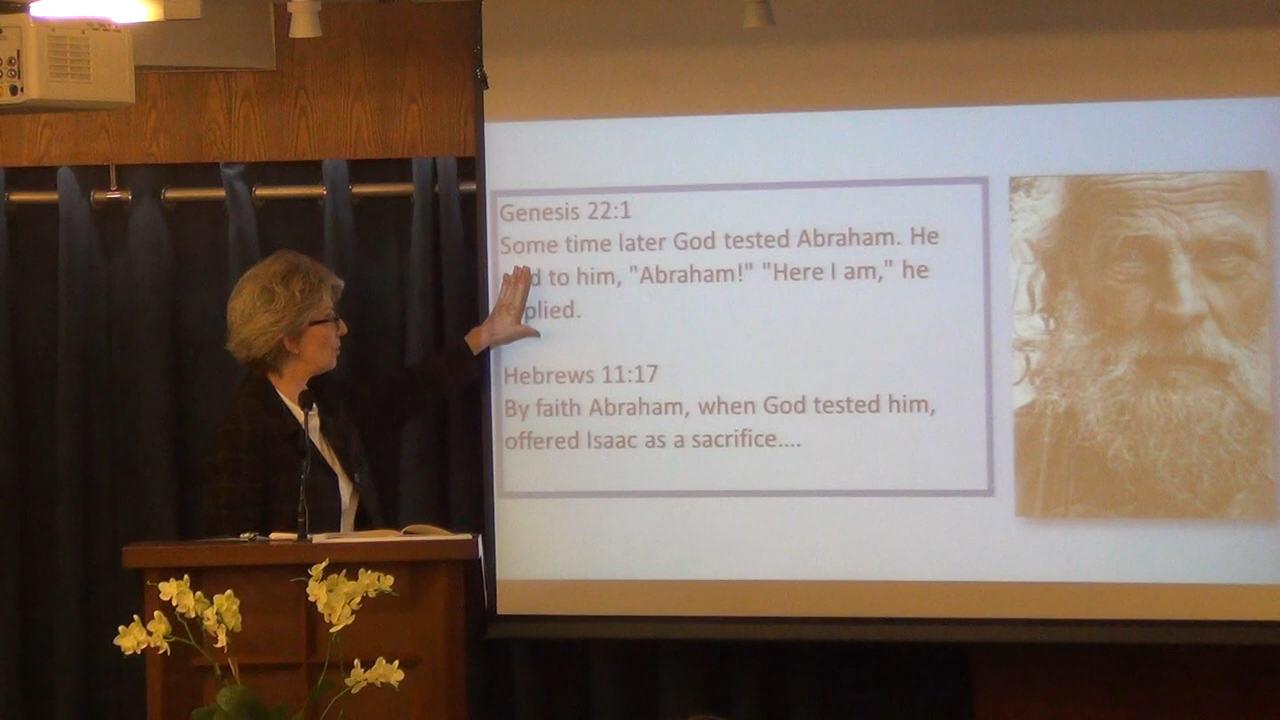 Genesis 22:1
Some time later God tested Abraham. He
to him, "Abraham!" "Here I am," he
replied.
Hebrews 11:17
By faith Abraham, when God tested him,
offered Isaac as a sacrifice....